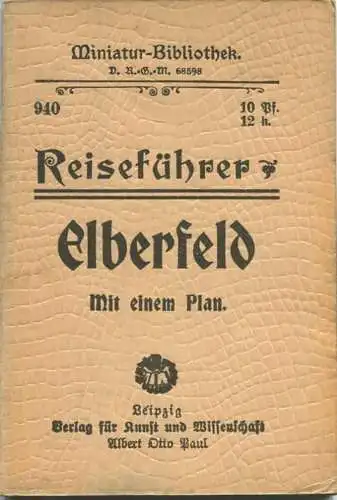 Miniatur-Bibliothek.
D. R.-G.-M. 68598
940
10 Pf.
12 h.
Reiseführer
Elberfeld
Mit einem Plan.
Leipzig
Verlag für Kunst und Wissenschaft
Albert Otto Paul